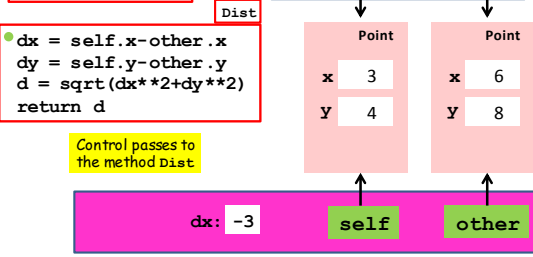 Dist
dx = self.x-other.x
dy = self.y-other.y
d = sqrt(dx**2+dy**2)
return d
Control passes to
the method Dist
Point
x 3
y 4
Point
x 6
y 8
dx: -3
self
other